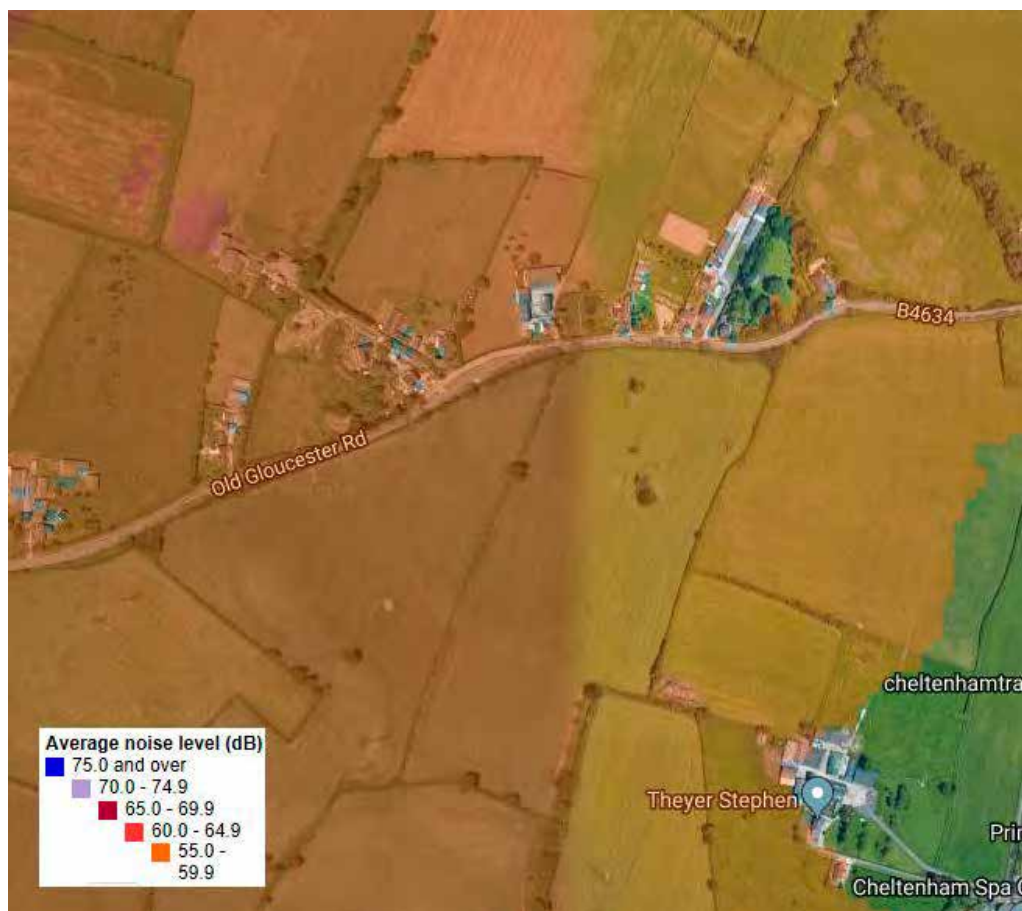 B4634
Old Gloucester Rd
cheltenhamtra
Average noise level (dB)
75.0 and over
70.0 - 74.9
65.0 - 69.9
60.0 - 64.9
55.0 -
59.9
Theyer Stephen
Prin
Cheltenham Spa